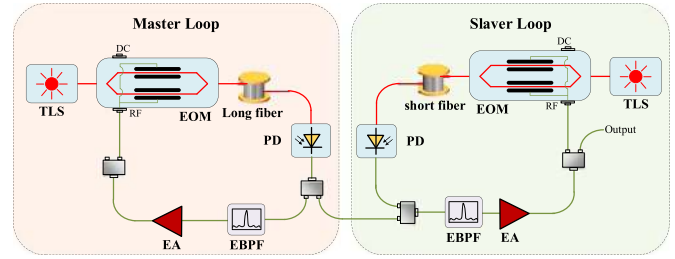 Master Loop
Slaver Loop
DC
DC
TLS
RF
EOM
Long fiber
PD
short fiber
PD
EOM
RF
TLS
Output
EA
EBPF
EBPF
EA